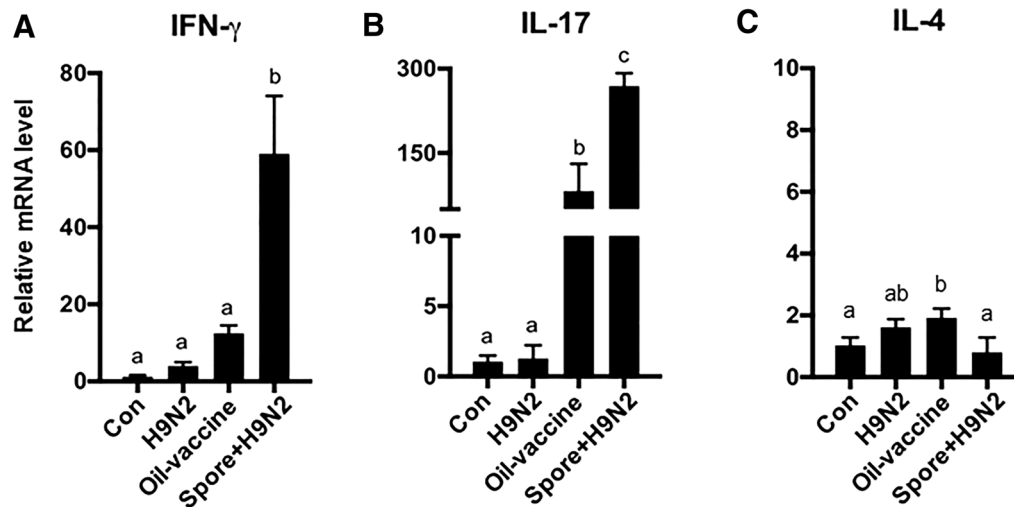 A
IFN-γ
Relative mRNA level
80
60
40
20
0
a
a
a
b
Con
H9N2
Oil-vaccine
Spore+H9N2
B
IL-17
300
150
10
5
0
a
a
b
c
Con
H9N2
Oil-vaccine
Spore+H9N2
C
IL-4
10
8
6
4
2
0
a
ab
b
a
Con
H9N2
Oil-vaccine
Spore+H9N2